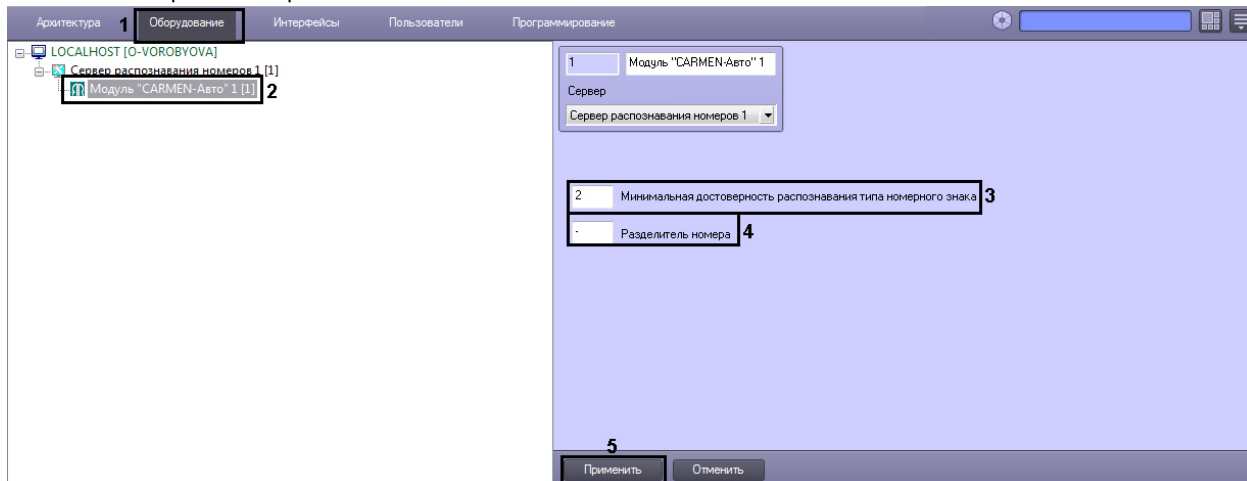 Архитектура 1 Оборудование Интерфейсы Пользователи Программирование
LOCALHOST [O-VOROBYOVA]
Сервер распознавания номеров 1 [1]
Модуль "CARMEN-Авто" 1 [1] 2
1 Модуль "CARMEN-Авто" 1
Сервер
Сервер распознавания номеров 1
2 Минимальная достоверность распознавания типа номерного знака 3
- Разделитель номера 4
5
Применить Отменить